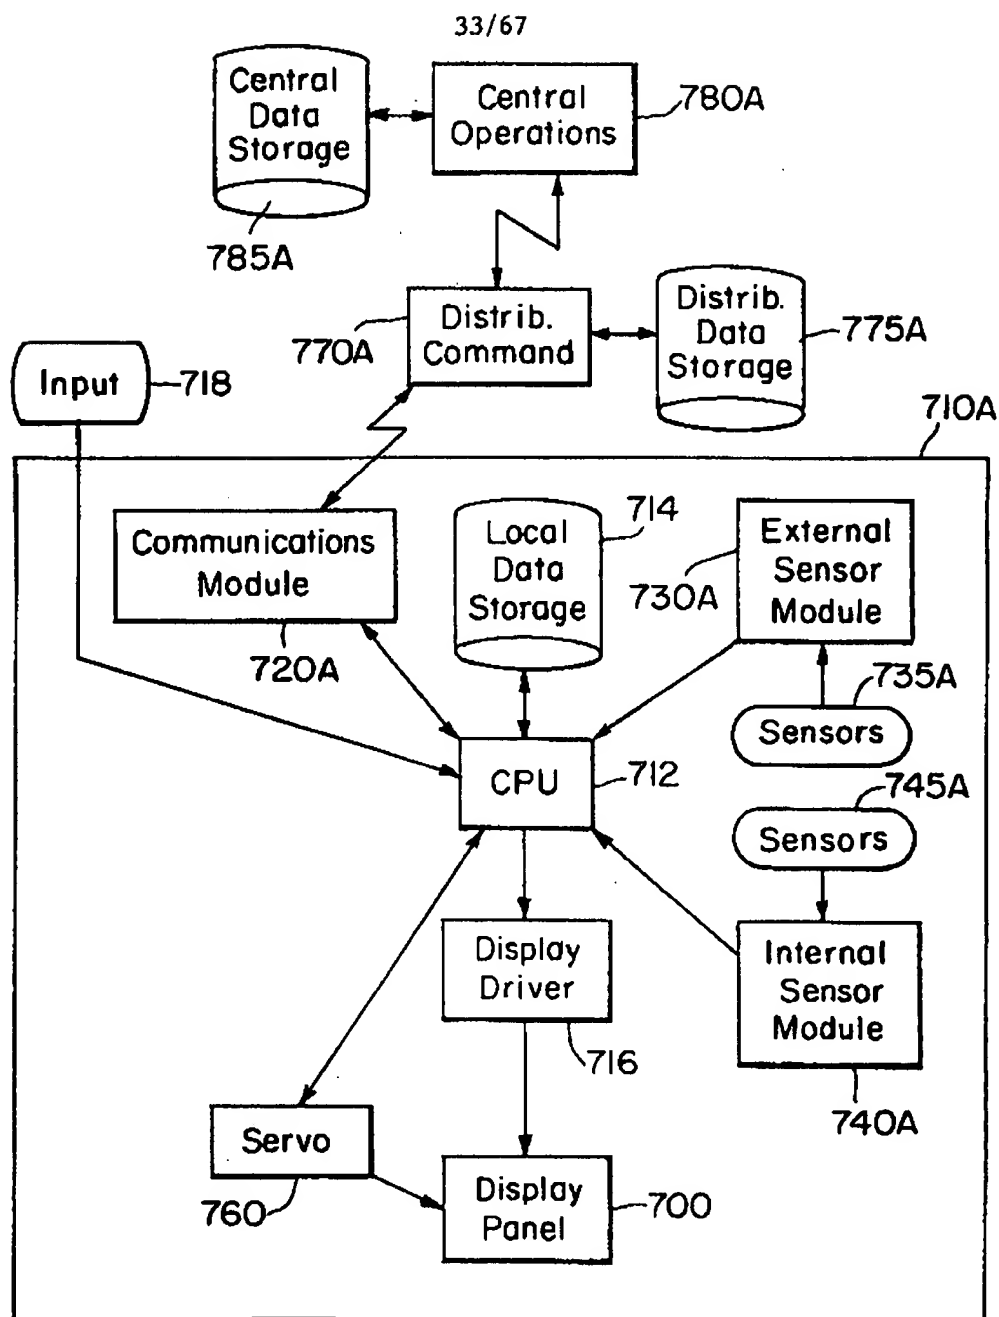 33/67
Central
Data
Storage
785A
Central
Operations
780A
Distrib.
Command
770A
Distrib.
Data
Storage
775A
Input
718
710A
Communications
Module
720A
Local
Data
Storage
714
External
Sensor
Module
730A
735A
Sensors
CPU
712
745A
Sensors
Display
Driver
716
Internal
Sensor
Module
740A
Servo
760
Display
Panel
700